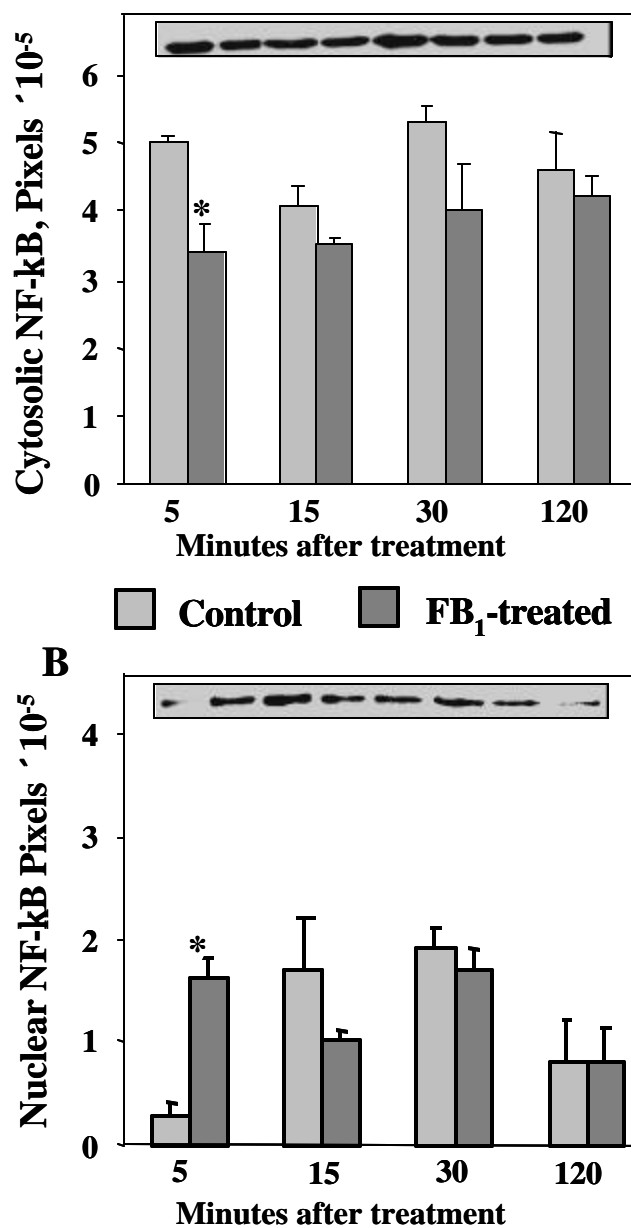 Cytosolic NF-kB, Pixels ´10⁻⁵
6
5
4
3
2
1
0
*
5 15 30 120
Minutes after treatment
Control FB₁-treated
B
Nuclear NF-kB Pixels ´10⁻⁵
4
3
2
1
0
*
5 15 30 120
Minutes after treatment